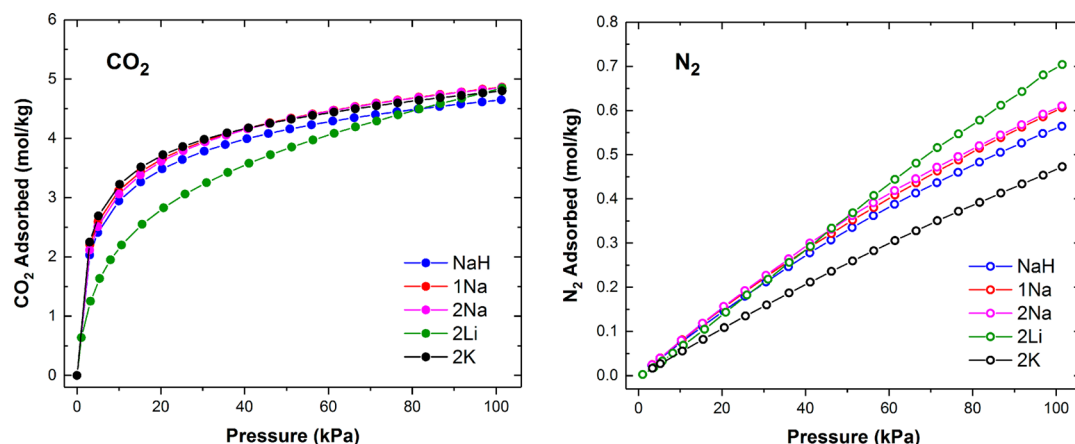 CO2
CO2 Adsorbed (mol/kg)
6
5
4
3
2
1
0
NaH
1Na
2Na
2Li
2K
0 20 40 60 80 100
Pressure (kPa)
N2
N2 Adsorbed (mol/kg)
0.8
0.7
0.6
0.5
0.4
0.3
0.2
0.1
0.0
NaH
1Na
2Na
2Li
2K
0 20 40 60 80 100
Pressure (kPa)